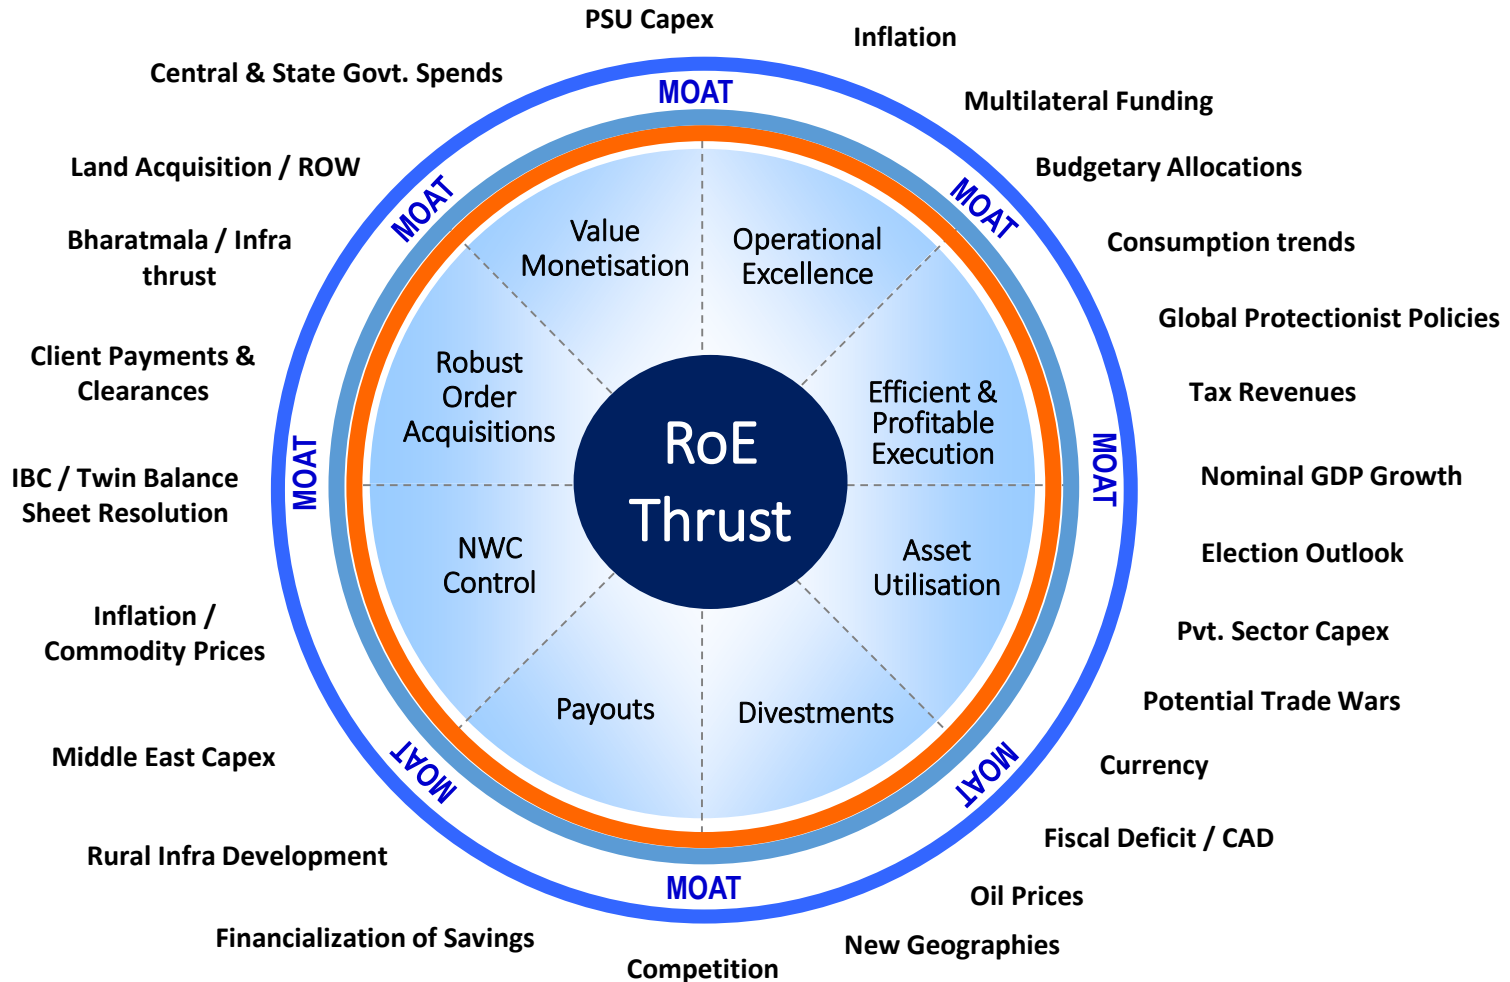 PSU Capex
Inflation
Central & State Govt. Spends
MOAT
Multilateral Funding
Land Acquisition / ROW
MOAT
MOAT
Budgetary Allocations
Bharatmala / Infra
thrust
Value
Monetisation
Operational
Excellence
Consumption trends
Global Protectionist Policies
Client Payments &
Clearances
Robust
Order
Acquisitions
Efficient &
Profitable
Execution
Tax Revenues
RoE
Thrust
MOAT
MOAT
IBC / Twin Balance
Sheet Resolution
Nominal GDP Growth
NWC
Control
Asset
Utilisation
Election Outlook
Inflation /
Commodity Prices
Pvt. Sector Capex
Payouts
Divestments
Potential Trade Wars
Middle East Capex
MOAT
MOAT
Currency
Rural Infra Development
Fiscal Deficit / CAD
MOAT
Oil Prices
Financialization of Savings
New Geographies
Competition